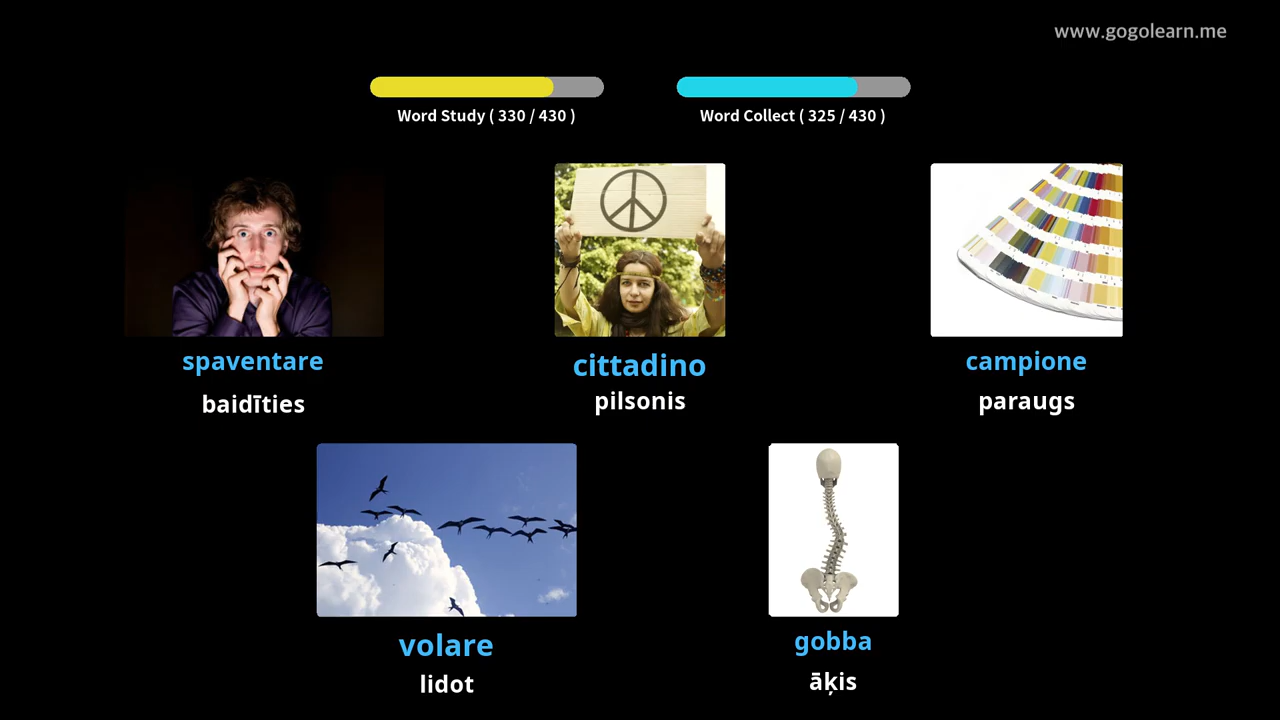 www.gogolearn.me
Word Study ( 330 / 430 )
Word Collect ( 325 / 430 )
spaventare
baidīties
cittadino
pilsonis
campione
paraugs
volare
lidot
gobba
āķis